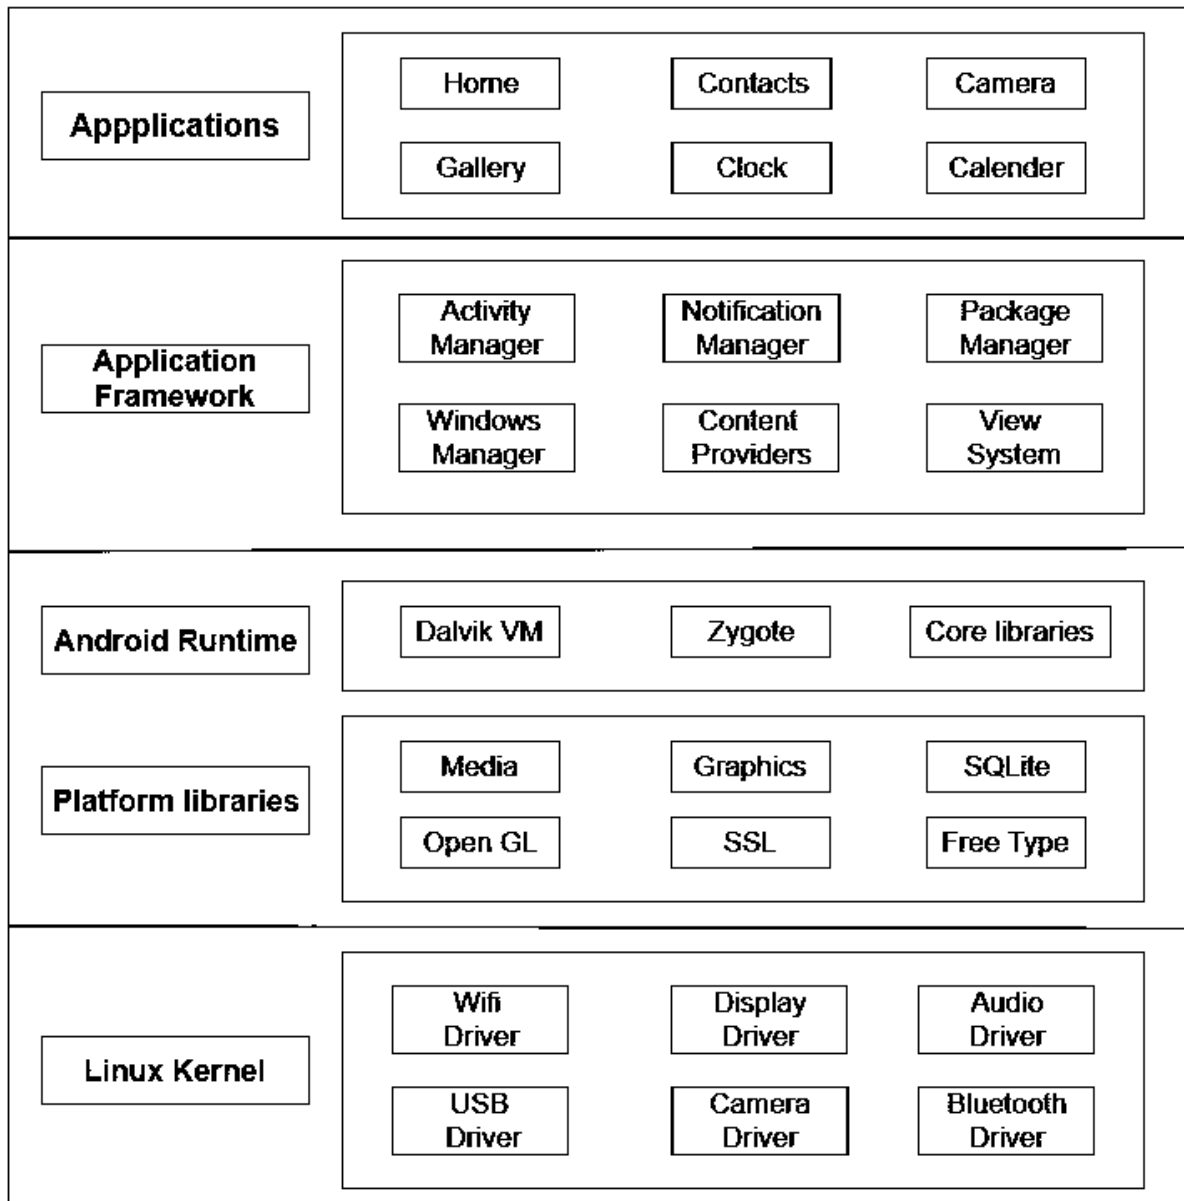 Appplications
Home
Contacts
Camera
Gallery
Clock
Calender
Application
Framework
Activity
Manager
Notification
Manager
Package
Manager
Windows
Manager
Content
Providers
View
System
Android Runtime
Dalvik VM
Zygote
Core libraries
Platform libraries
Media
Graphics
SQLite
Open GL
SSL
Free Type
Linux Kernel
Wifi
Driver
Display
Driver
Audio
Driver
USB
Driver
Camera
Driver
Bluetooth
Driver